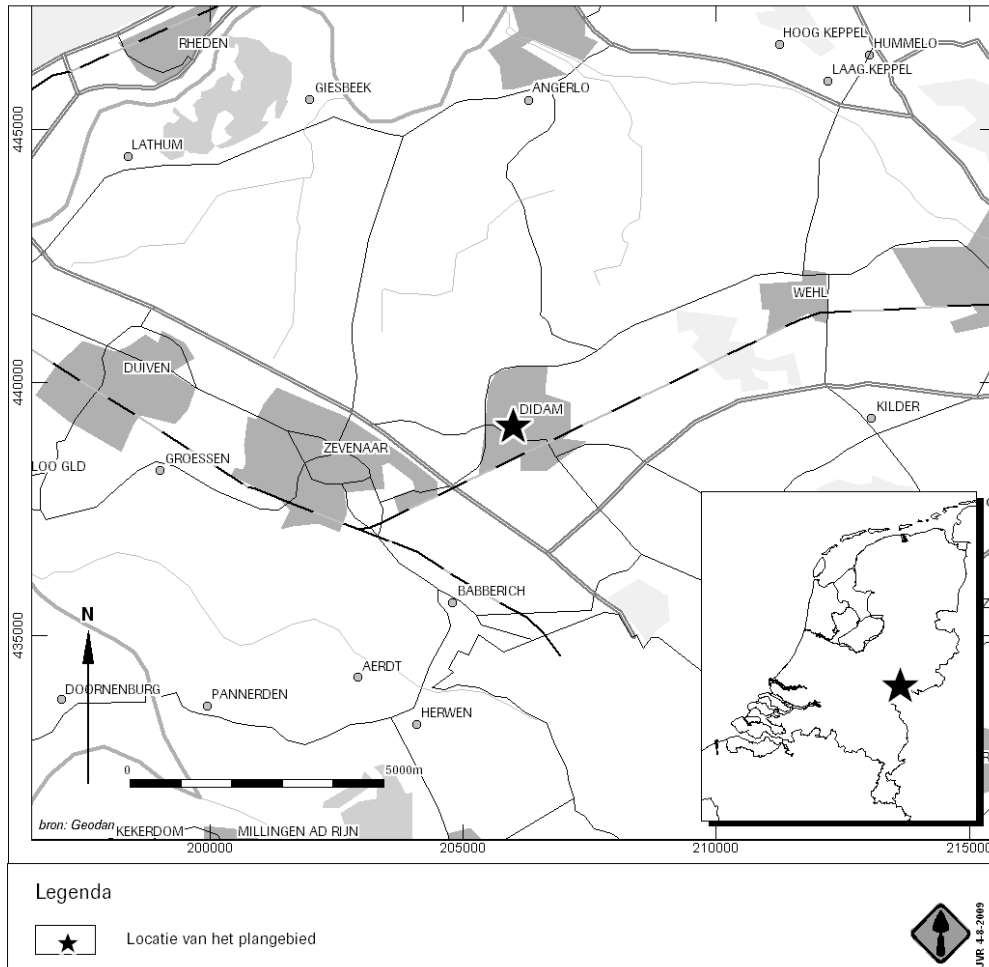 RHEDEN
HOOG KEPPEL
HUMMELO
LAAG KEPPEL
GIESBEEK
ANGERLO
445000
LATHUM
WEHL
440000
DUIVEN
DIDAM
KILDER
ZEVENAAR
LOO GLD
GROESSEN
BABBERICH
N
435000
AERDT
DOORNENBURG
PANNERDEN
HERWEN
0
5000m
bron: Geodan
KEKERDOM
MILLINGEN AD RIJN
200000
205000
210000
215000
Legenda
Locatie van het plangebied
JVR 4-8-2009